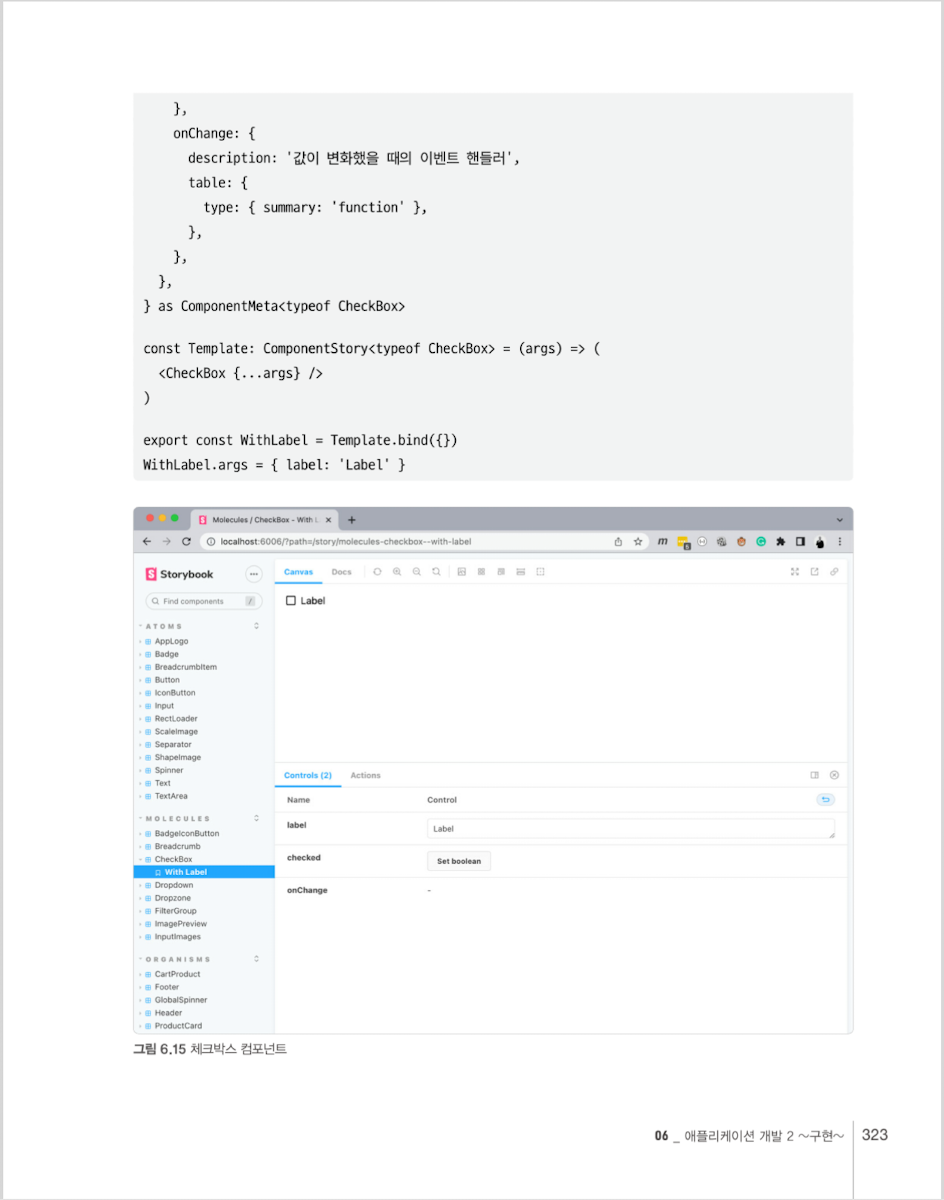 },
    onChange: {
      description: '값이 변화했을 때의 이벤트 핸들러',
      table: {
        type: { summary: 'function' },
      },
    },
  },
} as ComponentMeta<typeof CheckBox>

const Template: ComponentStory<typeof CheckBox> = (args) => (
  <CheckBox {...args} />
)

export const WithLabel = Template.bind({})
WithLabel.args = { label: 'Label' }
Molecules / CheckBox - With L
localhost:6006/?path=/story/molecules-checkbox--with-label
Storybook
Canvas Docs
Find components /
Label
ATOMS
AppLogo
Badge
BreadcrumbItem
Button
IconButton
Input
RectLoader
ScaleImage
Separator
ShapeImage
Spinner
Text
TextArea
MOLECULES
BadgeIconButton
Breadcrumb
CheckBox
With Label
Dropdown
Dropzone
FilterGroup
ImagePreview
InputImages
ORGANISMS
CartProduct
Footer
GlobalSpinner
Header
ProductCard
Controls (2) Actions
Name Control
label Label
checked Set boolean
onChange -
그림 6.15 체크박스 컴포넌트
06 _ 애플리케이션 개발 2 ~구현~ 323